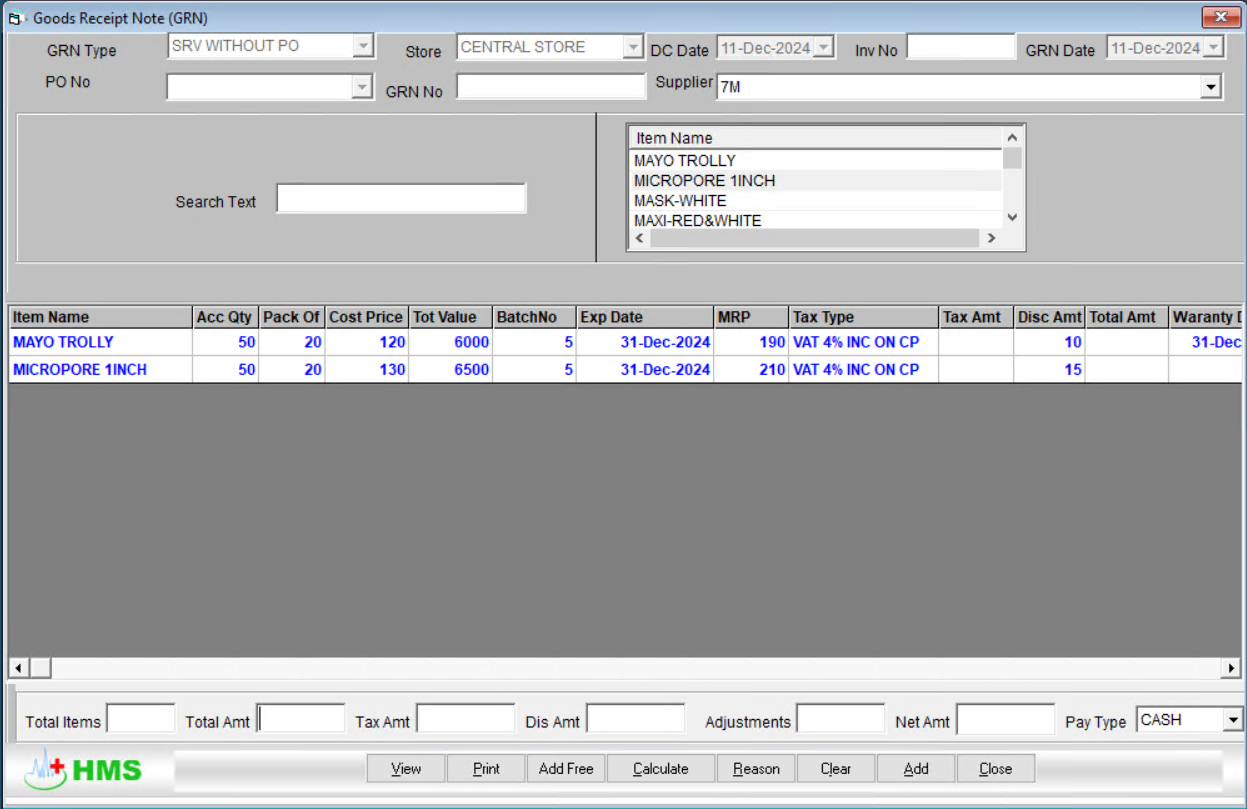 Goods Receipt Note (GRN)
GRN Type SRV WITHOUT PO Store CENTRAL STORE DC Date 11-Dec-2024 Inv No GRN Date 11-Dec-2024
PO No GRN No Supplier 7M
Search Text
Item Name
MAYO TROLLY
MICROPORE 1INCH
MASK-WHITE
MAXI-RED&WHITE
Item Name Acc Qty Pack Of Cost Price Tot Value BatchNo Exp Date MRP Tax Type Tax Amt Disc Amt Total Amt Waranty D
MAYO TROLLY 50 20 120 6000 5 31-Dec-2024 190 VAT 4% INC ON CP 10 31-Dec
MICROPORE 1INCH 50 20 130 6500 5 31-Dec-2024 210 VAT 4% INC ON CP 15
Total Items Total Amt Tax Amt Dis Amt Adjustments Net Amt Pay Type CASH
HMS View Print Add Free Calculate Reason Clear Add Close